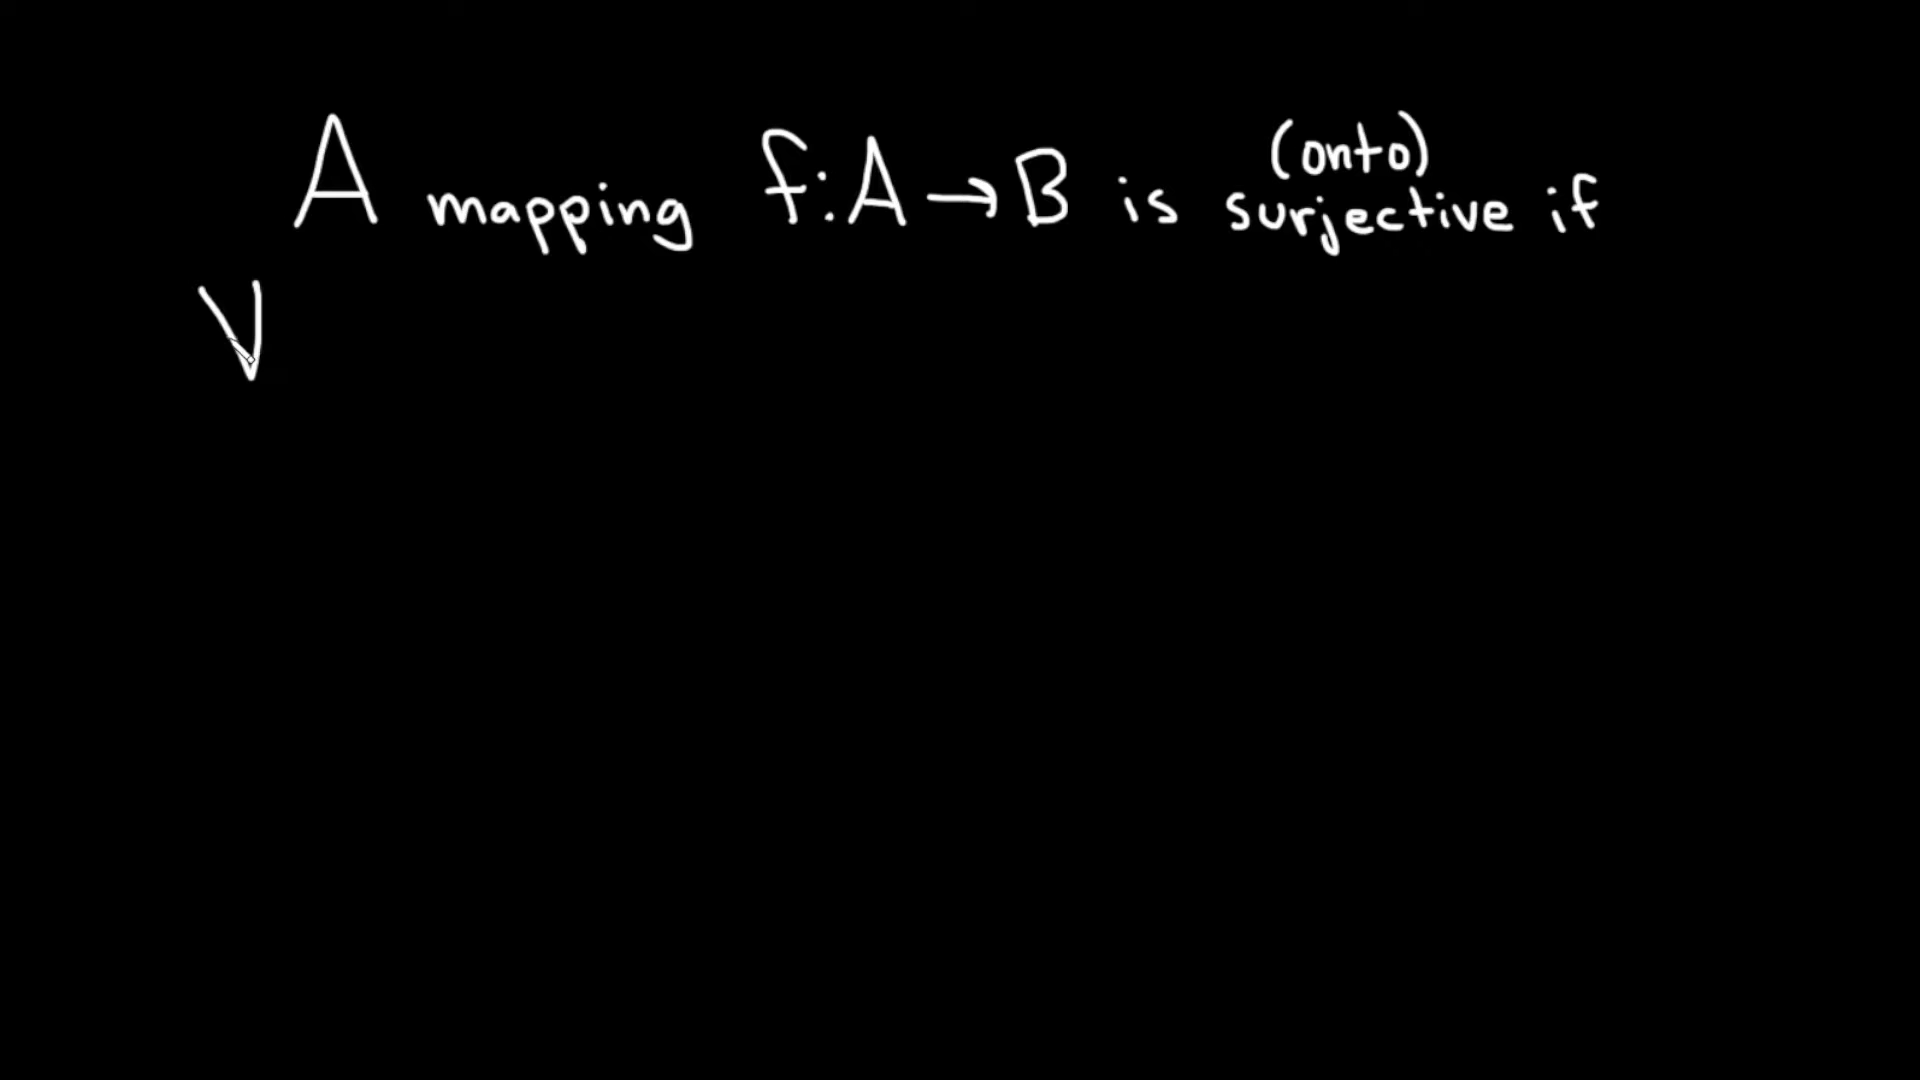 (onto)
A mapping f:A→B is surjective if
V